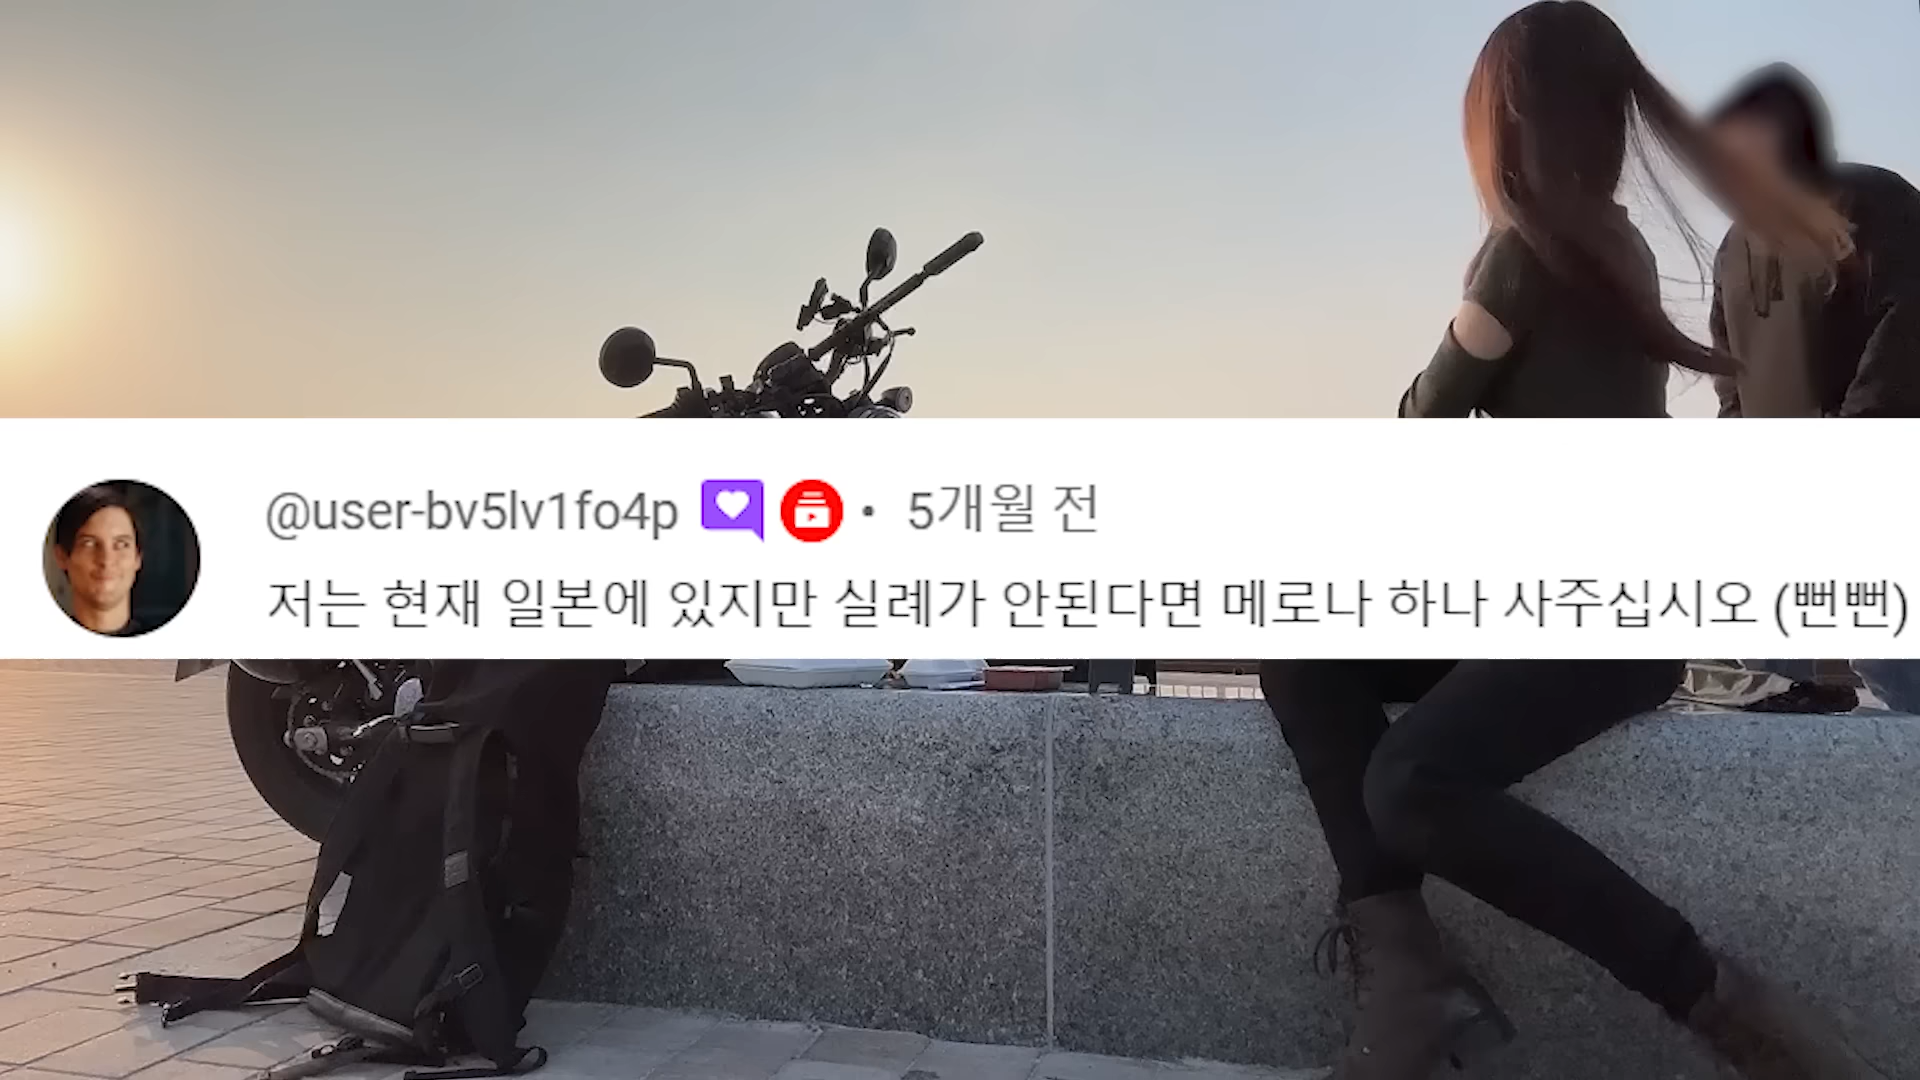 @user-bv5lv1fo4p • 5개월 전
저는 현재 일본에 있지만 실례가 안된다면 메로나 하나 사주십시오 (뻔뻔)